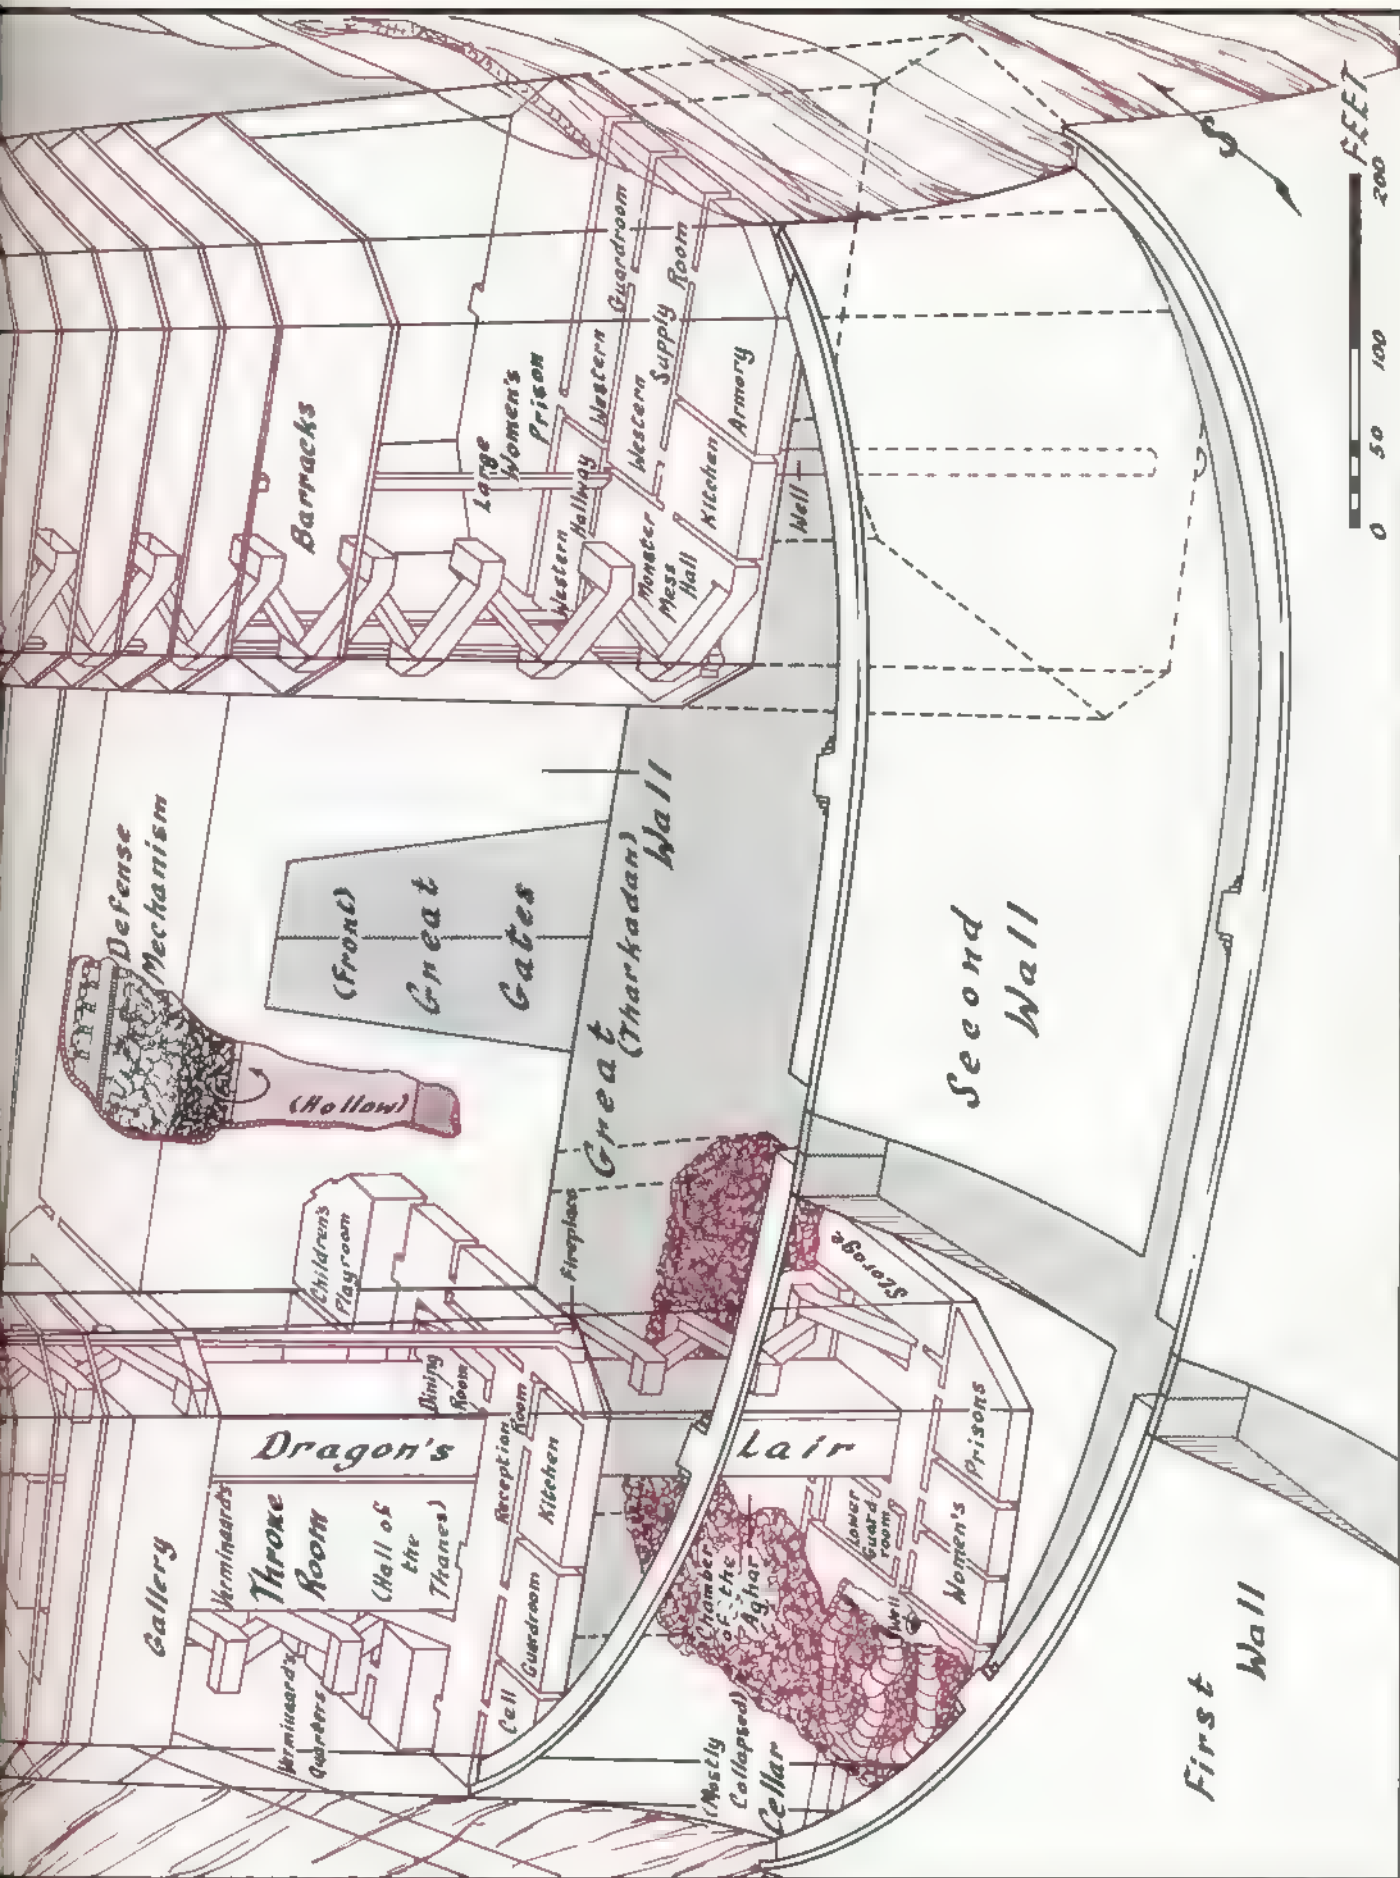 Barracks
Large
Women's
Prison
Western
Hallway
Western Guardroom
Western
Supply Room
Monster
Mess
Hall
Kitchen
Armory
Well
Defense
Mechanism
(Hollow)
(Front)
Great
Gates
Great
(Tharkadan)
Wall
Second
Wall
First
Wall
Children's
Playroom
Fireplace
Dining
Room
Gallery
Dragon's
Lair
Verminaard's
Throne
Room
(Hall of
the
Thanes)
Verminaard's
Quarters
Reception
Room
Kitchen
Guardroom
Cell
Storage
Prisons
Women's
Lower
Guard
room
Well
Chamber
of the
Aghar
(Mostly
Collapsed)
Cellar
S
0 50 100 200
FEET